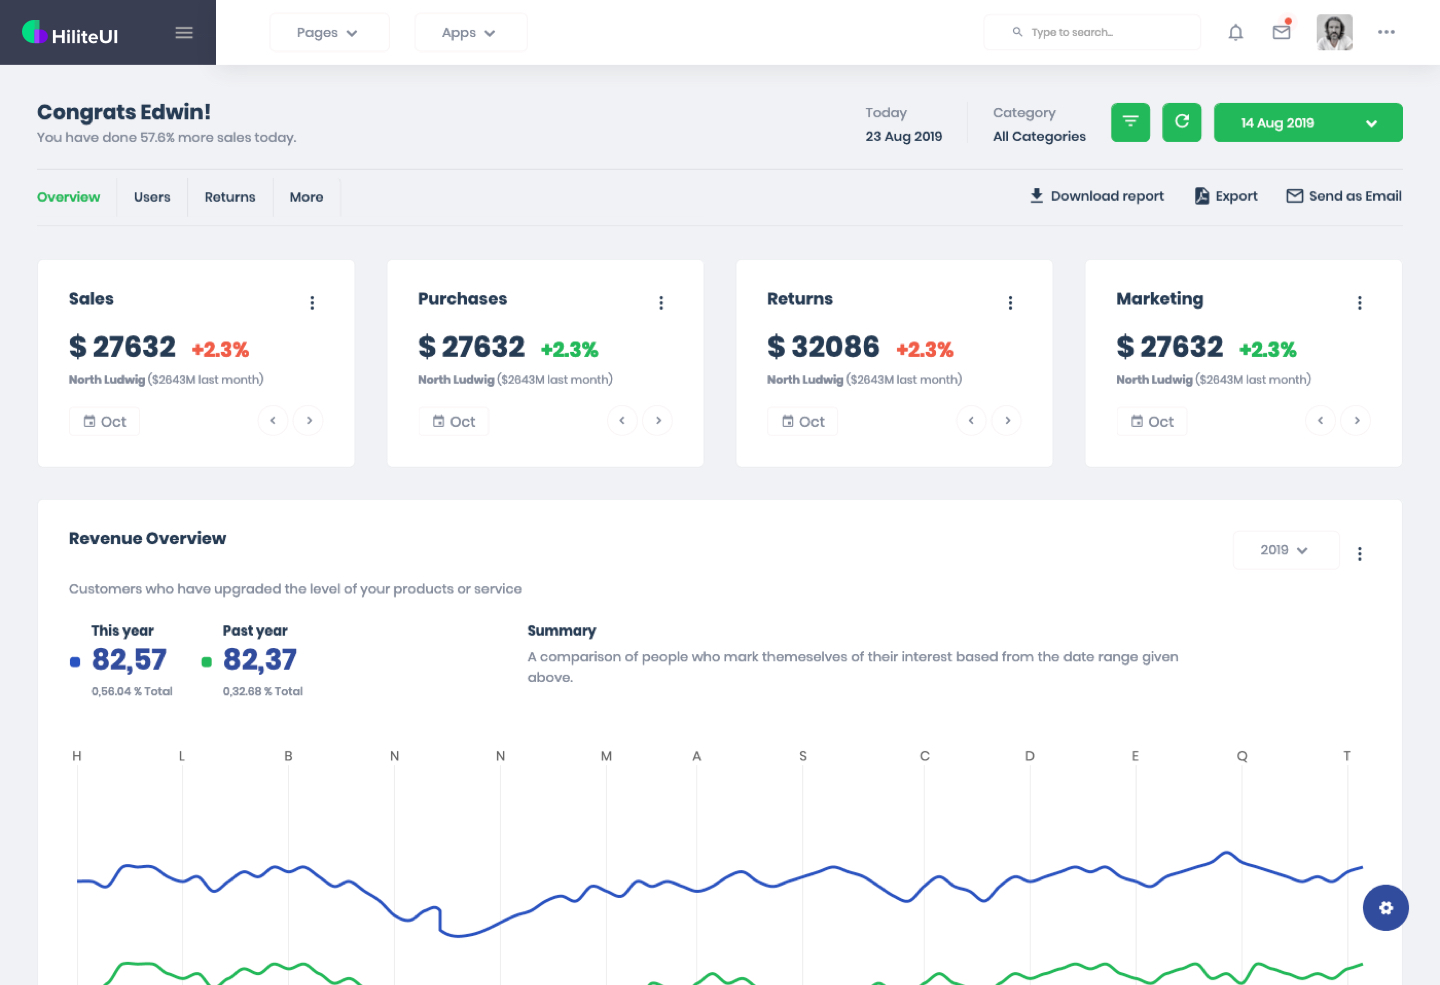 HiliteUI
Pages
Apps
Type to search...
Congrats Edwin!
You have done 57.6% more sales today.
Today
23 Aug 2019
Category
All Categories
14 Aug 2019
Overview
Users
Returns
More
Download report
Export
Send as Email
Sales
$ 27632 +2.3%
North Ludwig ($2643M last month)
Oct
Purchases
$ 27632 +2.3%
North Ludwig ($2643M last month)
Oct
Returns
$ 32086 +2.3%
North Ludwig ($2643M last month)
Oct
Marketing
$ 27632 +2.3%
North Ludwig ($2643M last month)
Oct
Revenue Overview
2019
Customers who have upgraded the level of your products or service
This year
82,57
0,56.04 % Total
Past year
82,37
0,32.68 % Total
Summary
A comparison of people who mark themeselves of their interest based from the date range given
above.
H L B N N M A S C D E Q T